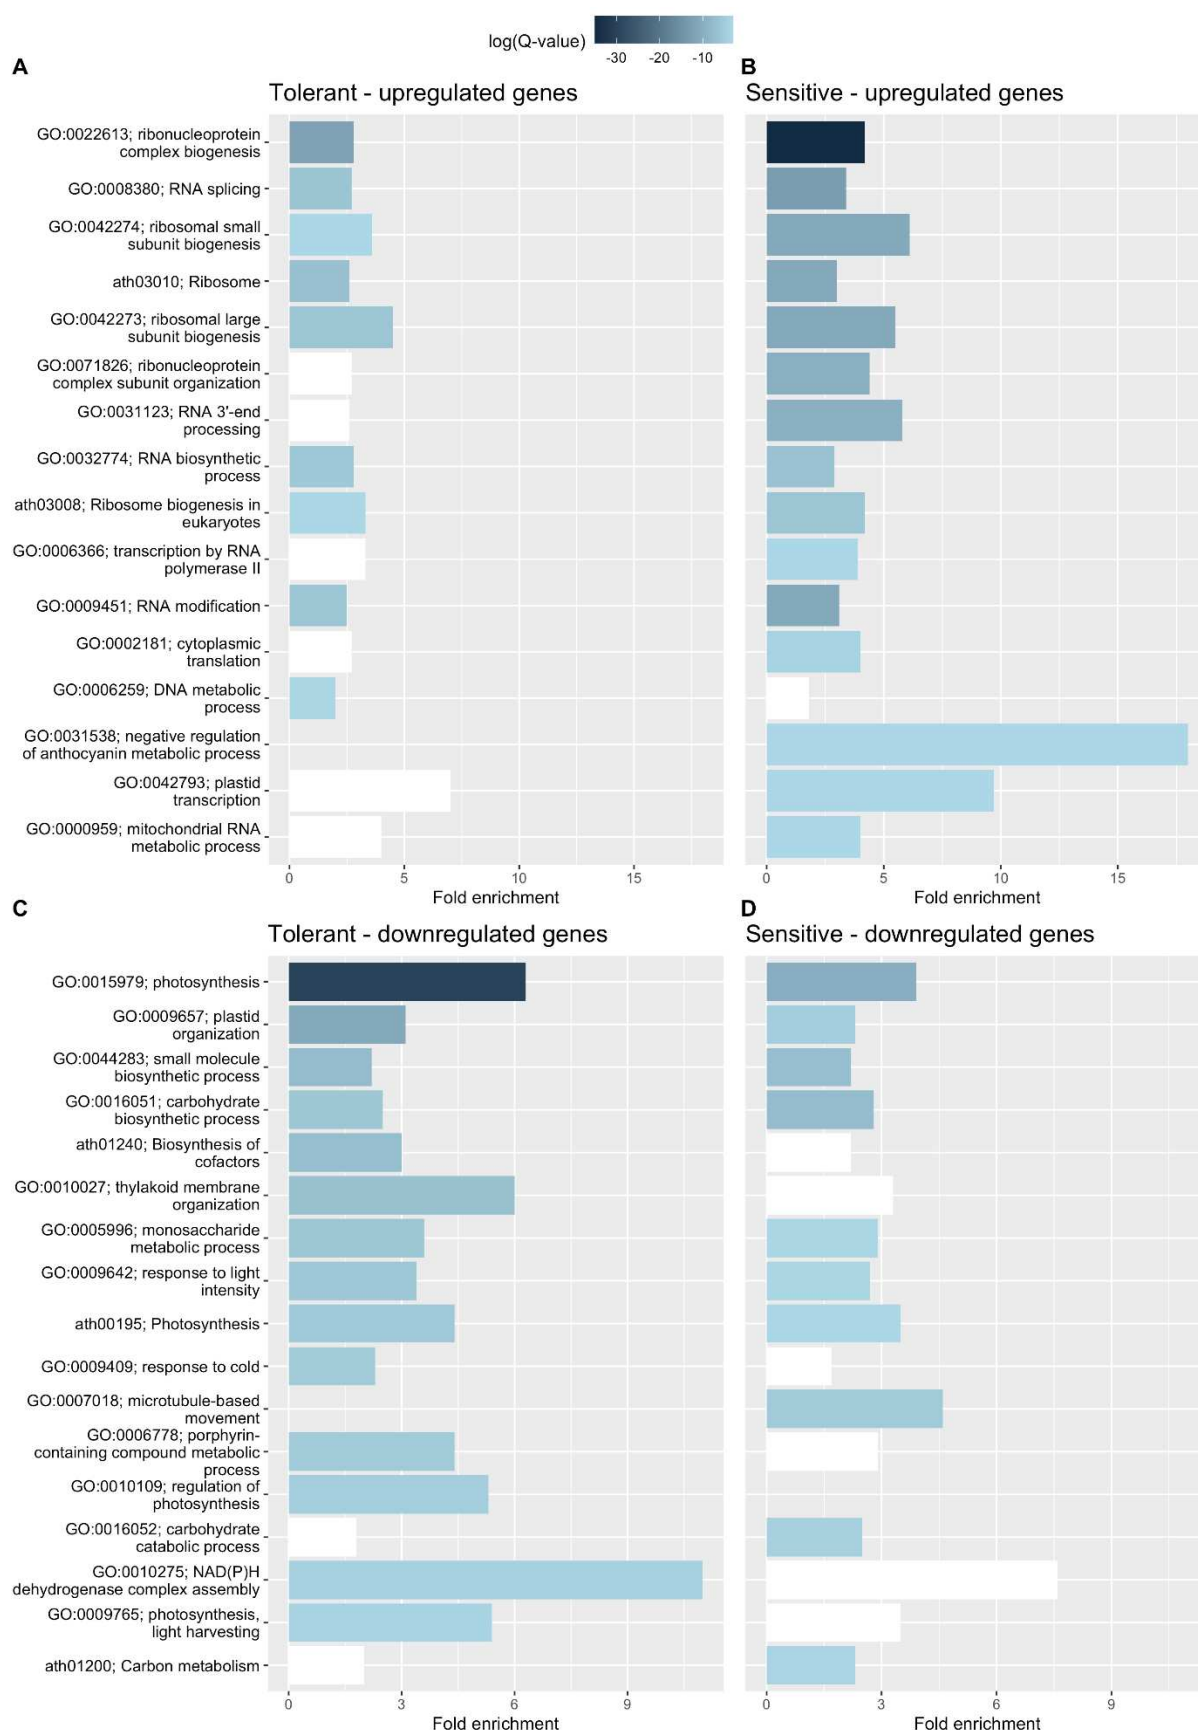 log(Q-value)
-30 -20 -10
A
B
Tolerant - upregulated genes
Sensitive - upregulated genes
GO:0022613; ribonucleoprotein
complex biogenesis
GO:0008380; RNA splicing
GO:0042274; ribosomal small
subunit biogenesis
ath03010; Ribosome
GO:0042273; ribosomal large
subunit biogenesis
GO:0071826; ribonucleoprotein
complex subunit organization
GO:0031123; RNA 3'-end
processing
GO:0032774; RNA biosynthetic
process
ath03008; Ribosome biogenesis in
eukaryotes
GO:0006366; transcription by RNA
polymerase II
GO:0009451; RNA modification
GO:0002181; cytoplasmic
translation
GO:0006259; DNA metabolic
process
GO:0031538; negative regulation
of anthocyanin metabolic process
GO:0042793; plastid
transcription
GO:0000959; mitochondrial RNA
metabolic process
0 5 10 15
Fold enrichment
0 5 10 15
Fold enrichment
C
D
Tolerant - downregulated genes
Sensitive - downregulated genes
GO:0015979; photosynthesis
GO:0009657; plastid
organization
GO:0044283; small molecule
biosynthetic process
GO:0016051; carbohydrate
biosynthetic process
ath01240; Biosynthesis of
cofactors
GO:0010027; thylakoid membrane
organization
GO:0005996; monosaccharide
metabolic process
GO:0009642; response to light
intensity
ath00195; Photosynthesis
GO:0009409; response to cold
GO:0007018; microtubule-based
movement
GO:0006778; porphyrin-
containing compound metabolic
process
GO:0010109; regulation of
photosynthesis
GO:0016052; carbohydrate
catabolic process
GO:0010275; NAD(P)H
dehydrogenase complex assembly
GO:0009765; photosynthesis,
light harvesting
ath01200; Carbon metabolism
0 3 6 9
Fold enrichment
0 3 6 9
Fold enrichment